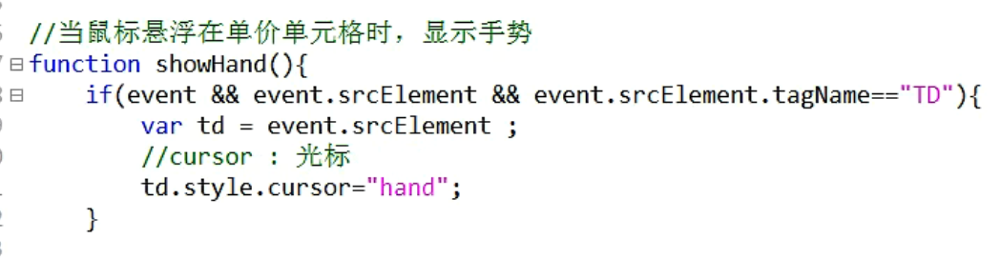 //当鼠标悬浮在单价单元格时，显示手势
function showHand(){
if(event && event.srcElement && event.srcElement.tagName=="TD"){
var td = event.srcElement ;
//cursor : 光标
td.style.cursor="hand";
}